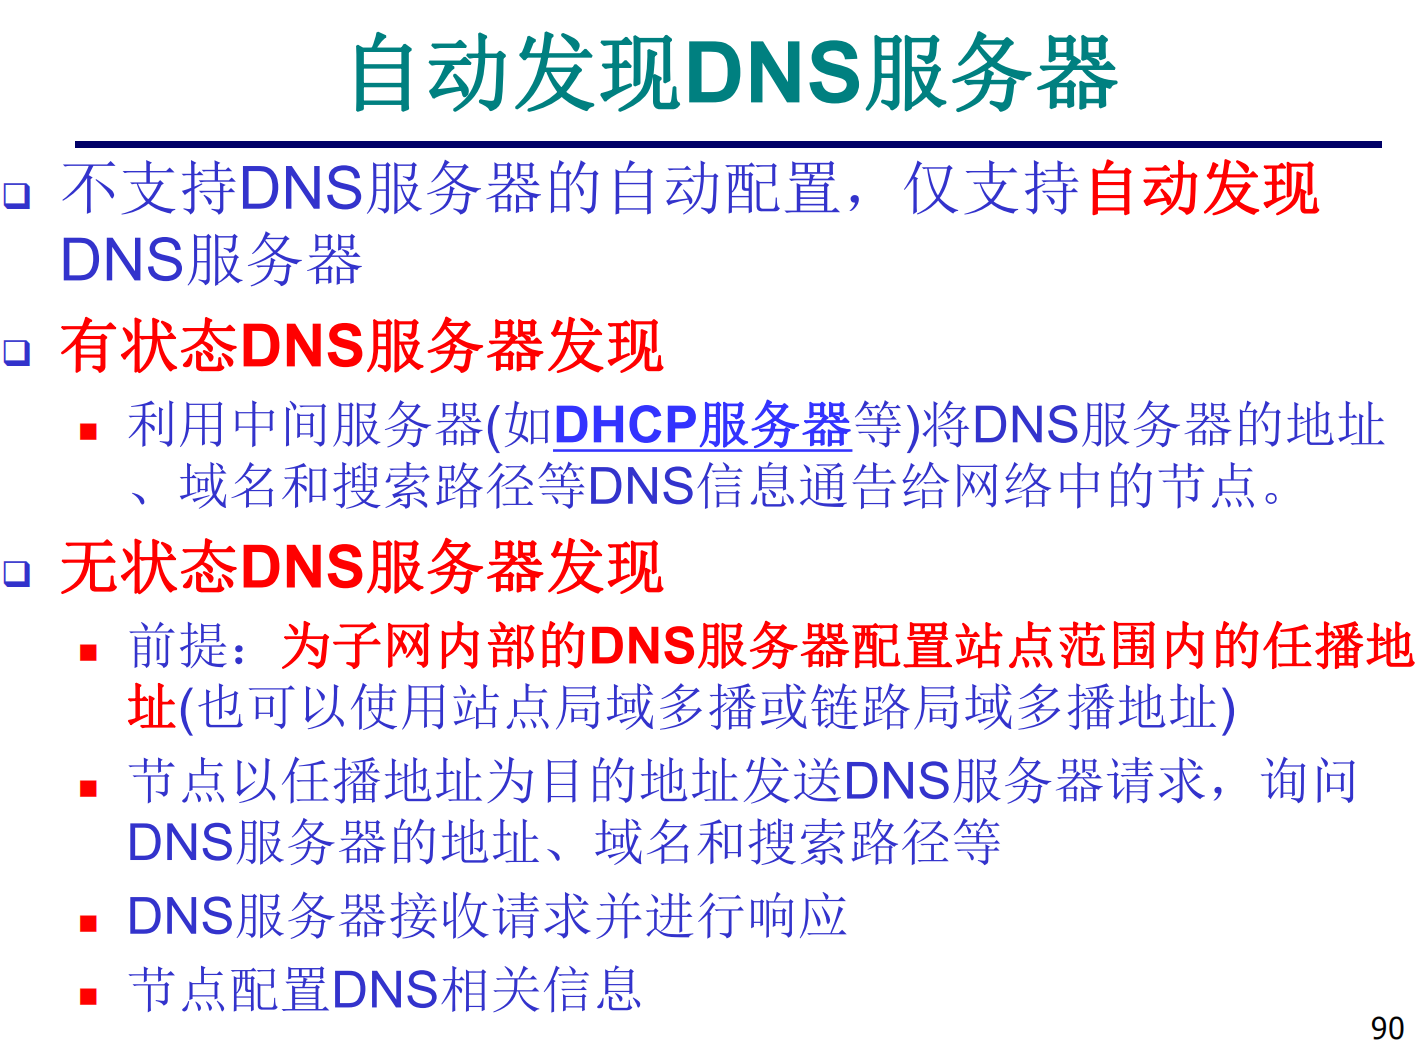 自动发现DNS服务器
不支持DNS服务器的自动配置，仅支持自动发现
DNS服务器
有状态DNS服务器发现
利用中间服务器(如DHCP服务器等)将DNS服务器的地址
、域名和搜索路径等DNS信息通告给网络中的节点。
无状态DNS服务器发现
前提：为子网内部的DNS服务器配置站点范围内的任播地
址(也可以使用站点局域多播或链路局域多播地址)
节点以任播地址为目的地址发送DNS服务器请求，询问
DNS服务器的地址、域名和搜索路径等
DNS服务器接收请求并进行响应
节点配置DNS相关信息
90